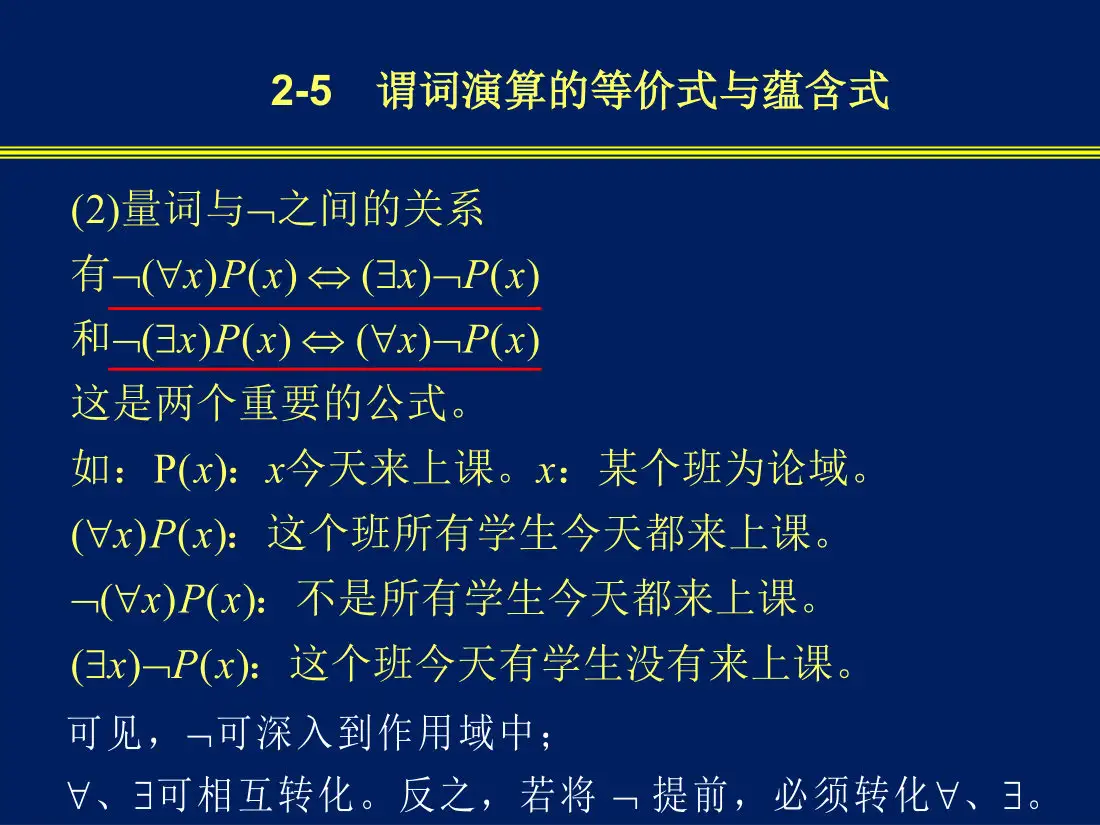 2-5 谓词演算的等价式与蕴含式
(2)量词与¬之间的关系
有¬(∀x)P(x)⇔(∃x)¬P(x)
和¬(∃x)P(x)⇔(∀x)¬P(x)
这是两个重要的公式。
如：P(x)：x今天来上课。x：某个班为论域。
(∀x)P(x)：这个班所有学生今天都来上课。
¬(∀x)P(x)：不是所有学生今天都来上课。
(∃x)¬P(x)：这个班今天有学生没有来上课。
可见，¬可深入到作用域中；
∀、∃可相互转化。反之，若将 ¬ 提前，必须转化∀、∃。